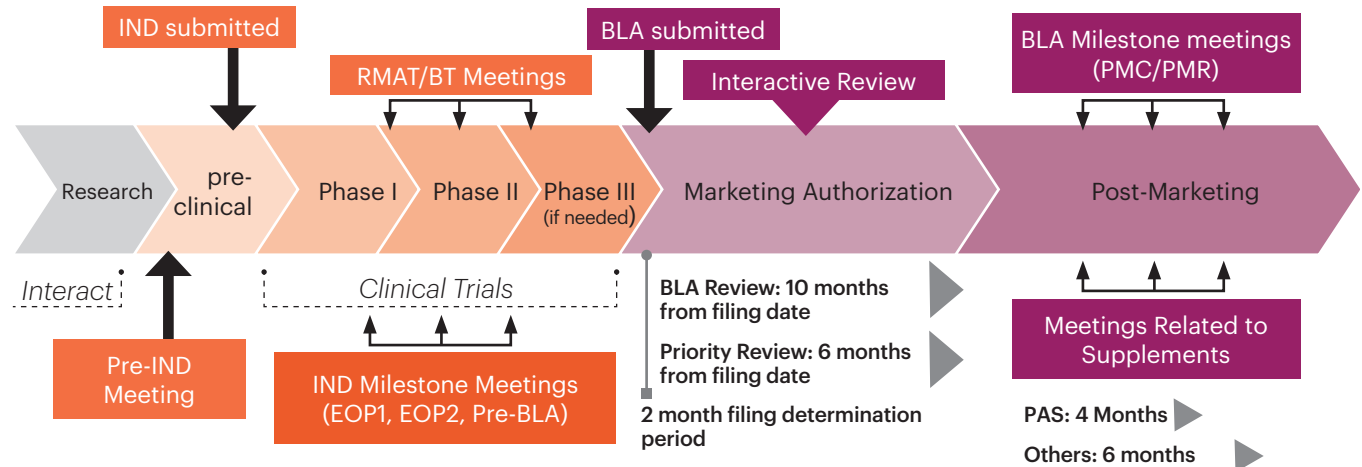 IND submitted
BLA submitted
RMAT/BT Meetings
Interactive Review
BLA Milestone meetings
(PMC/PMR)
Research
pre-
clinical
Phase I
Phase II
Phase III
(if needed)
Marketing Authorization
Post-Marketing
Interact
Clinical Trials
Pre-IND
Meeting
IND Milestone Meetings
(EOP1, EOP2, Pre-BLA)
BLA Review: 10 months
from filing date
Priority Review: 6 months
from filing date
2 month filing determination
period
Meetings Related to
Supplements
PAS: 4 Months
Others: 6 months